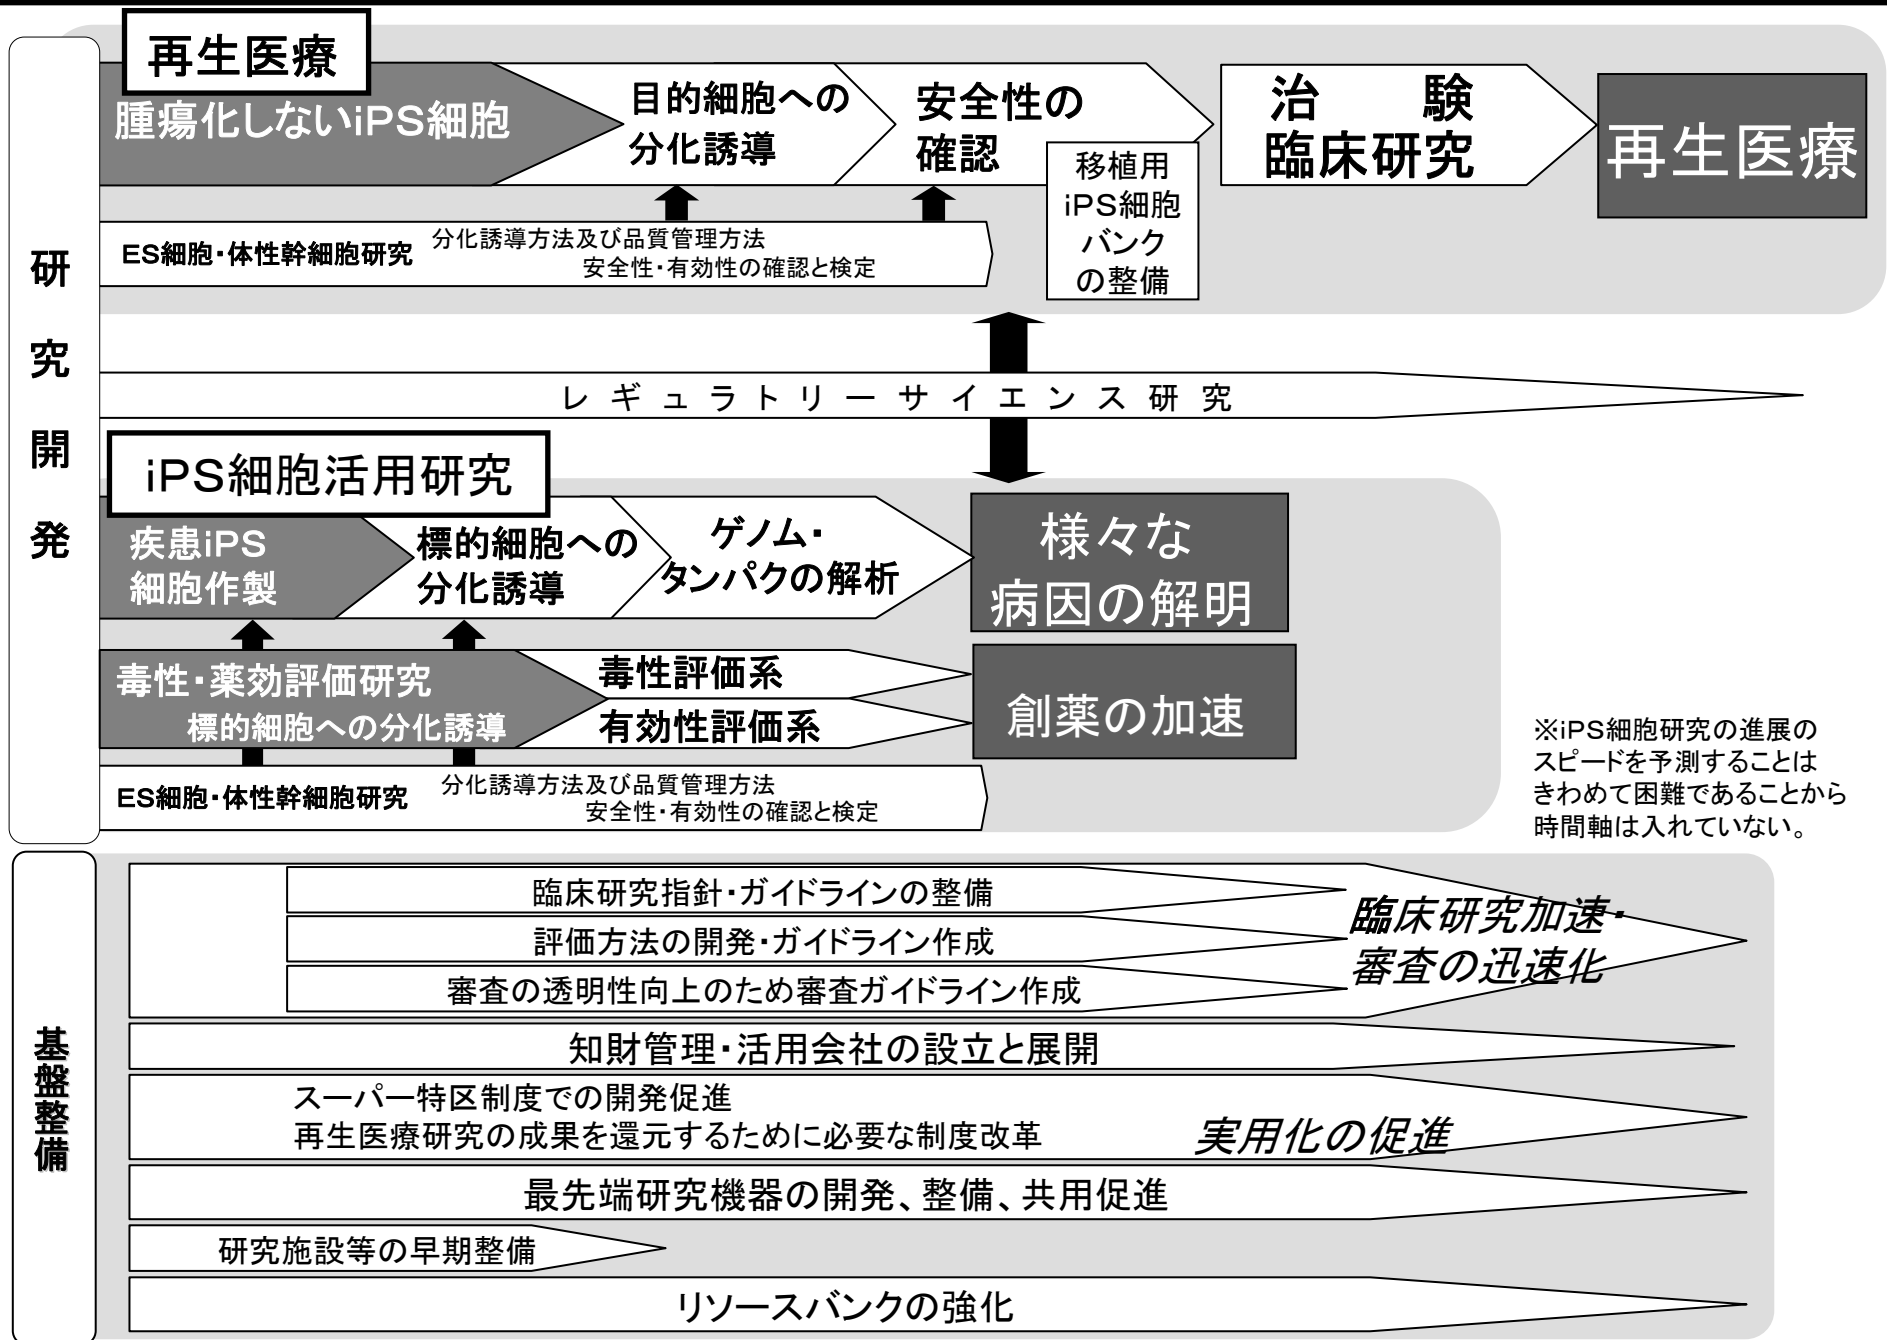 研究開発
再生医療
腫瘍化しないiPS細胞
目的細胞への
分化誘導
安全性の
確認
治　験
臨床研究
再生医療
移植用
iPS細胞
バンク
の整備
ES細胞・体性幹細胞研究
分化誘導方法及び品質管理方法
安全性・有効性の確認と検定
レギュラトリーサイエンス研究
iPS細胞活用研究
疾患iPS
細胞作製
標的細胞への
分化誘導
ゲノム・
タンパクの解析
様々な
病因の解明
毒性・薬効評価研究
標的細胞への分化誘導
毒性評価系
有効性評価系
創薬の加速
ES細胞・体性幹細胞研究
分化誘導方法及び品質管理方法
安全性・有効性の確認と検定
※iPS細胞研究の進展の
スピードを予測することは
きわめて困難であることから
時間軸は入れていない。
基盤整備
臨床研究指針・ガイドラインの整備
評価方法の開発・ガイドライン作成
審査の透明性向上のため審査ガイドライン作成
臨床研究加速・
審査の迅速化
知財管理・活用会社の設立と展開
スーパー特区制度での開発促進
再生医療研究の成果を還元するために必要な制度改革
実用化の促進
最先端研究機器の開発、整備、共用促進
研究施設等の早期整備
リソースバンクの強化